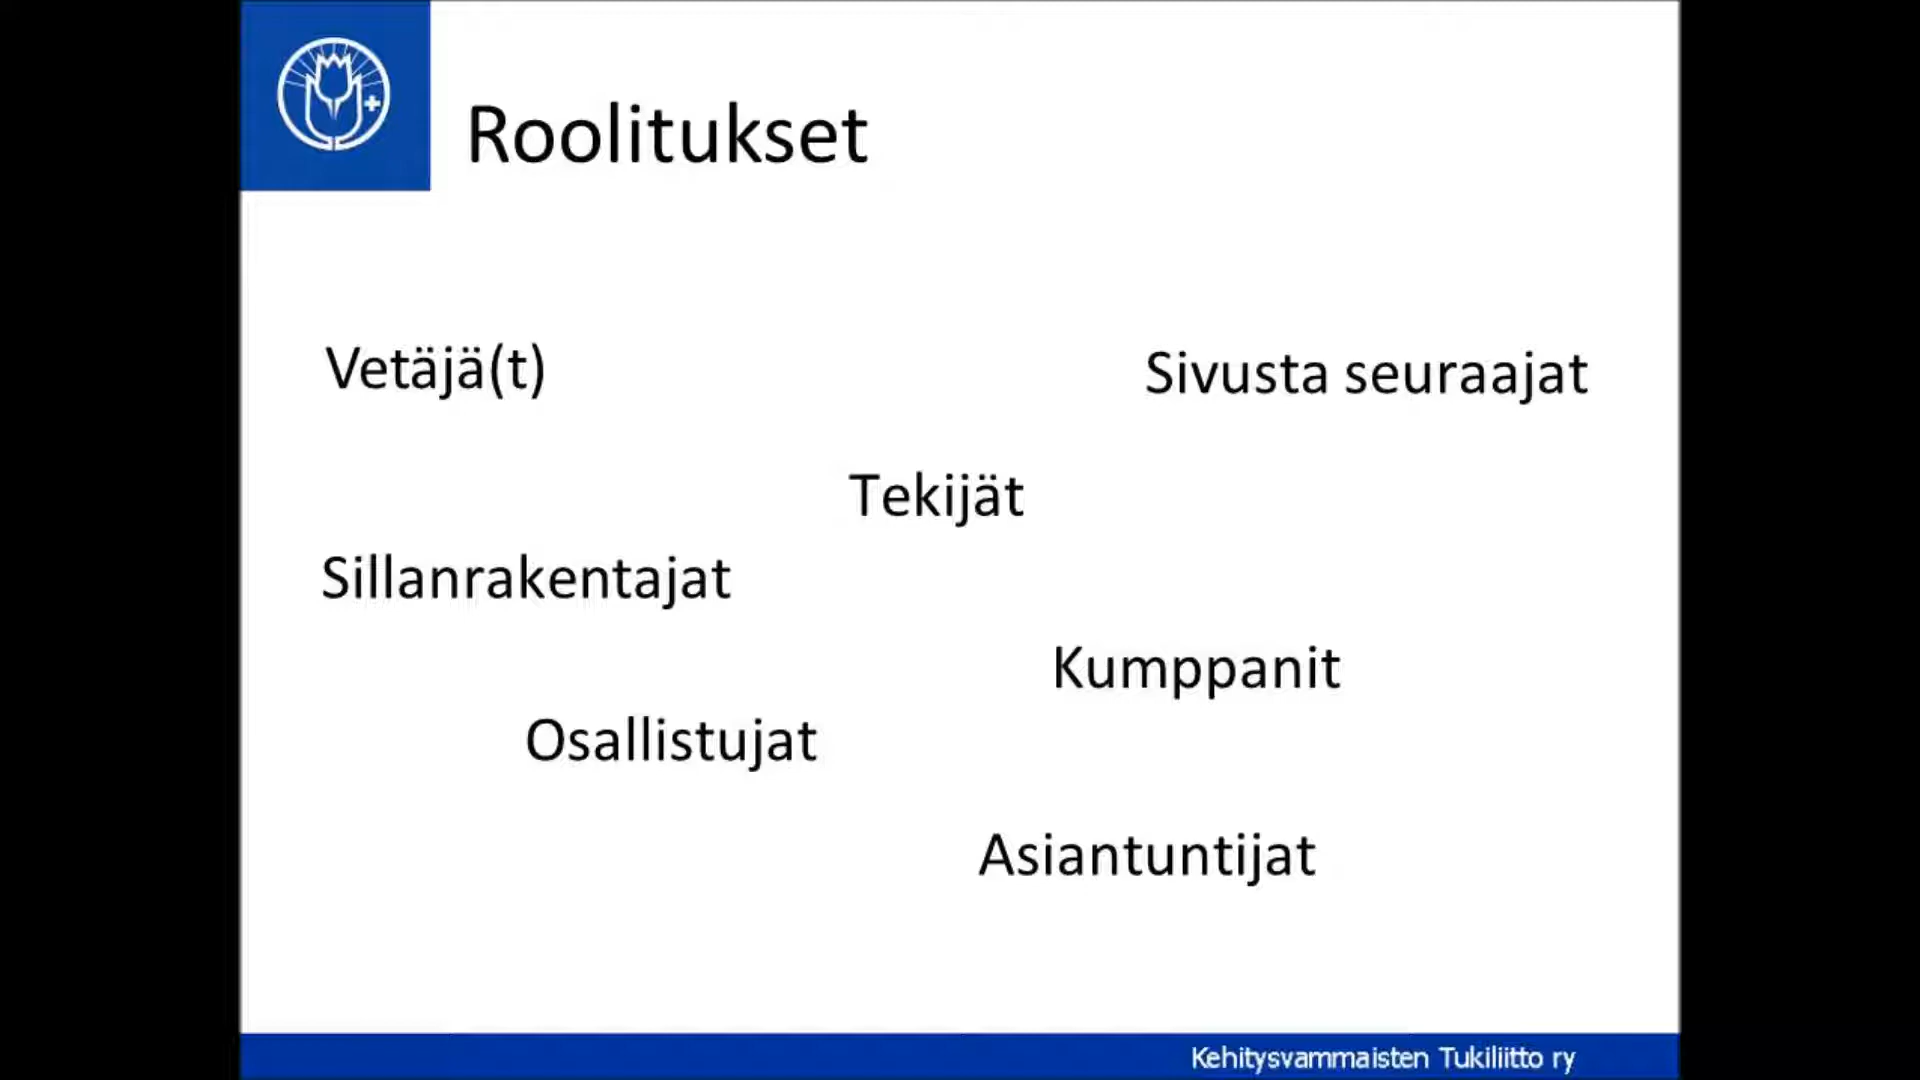 Roolitukset
Vetäjä(t)
Sivusta seuraajat
Tekijät
Sillanrakentajat
Kumppanit
Osallistujat
Asiantuntijat
Kehitysvammaisten Tukiliitto ry